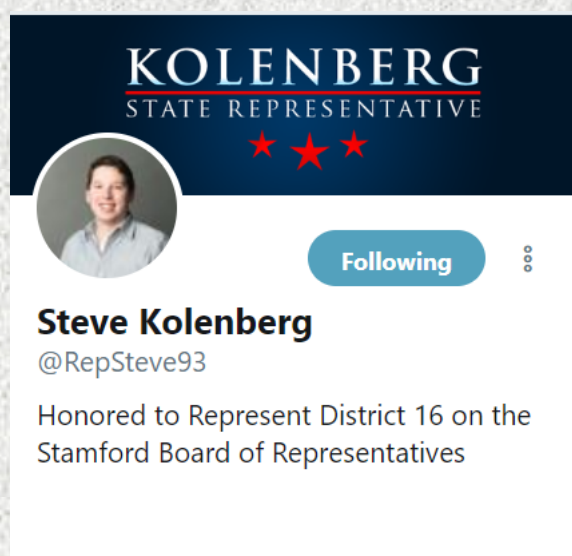 KOLENBERG
STATE REPRESENTATIVE
Following
Steve Kolenberg
@RepSteve93
Honored to Represent District 16 on the
Stamford Board of Representatives